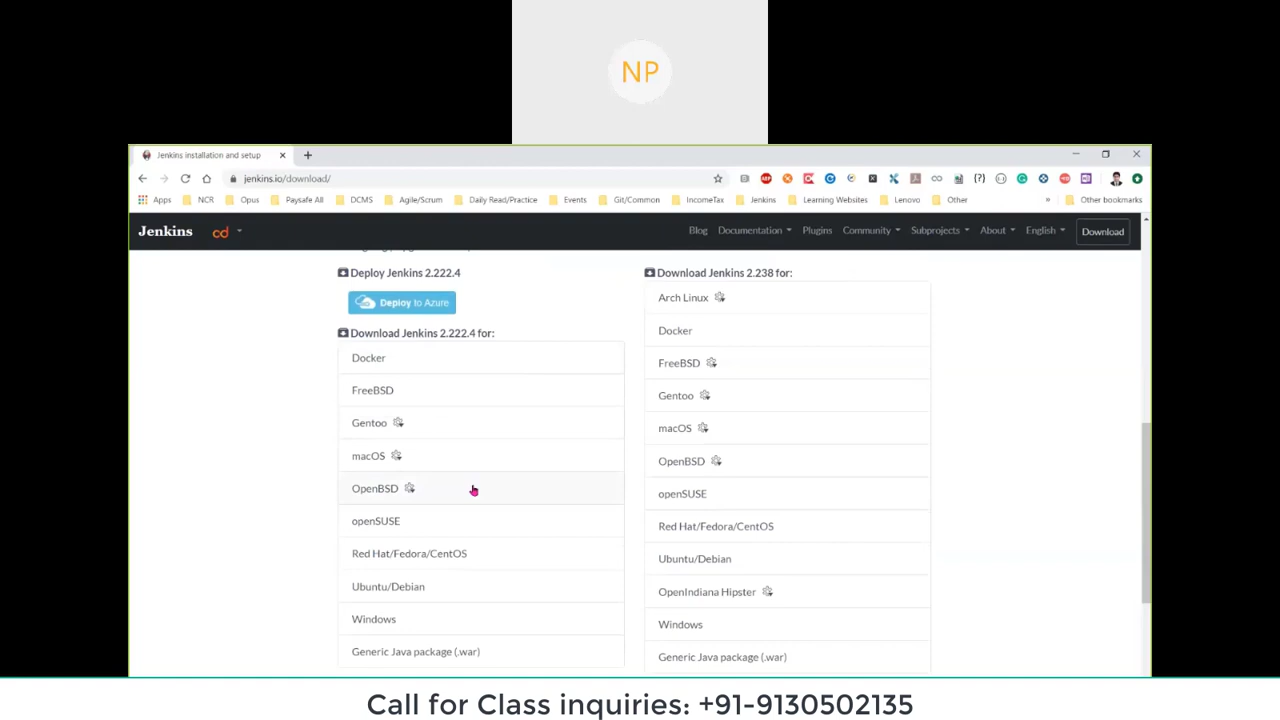 NP
Jenkins installation and setup
jenkins.io/download/
Apps NCR Opus Paysafe All DCMS Agile/Scrum Daily Read/Practice Events Git/Common IncomeTax Jenkins Learning Websites Lenovo Other » Other bookmarks
Jenkins cd Blog Documentation Plugins Community Subprojects About English Download
Deploy Jenkins 2.222.4
Deploy to Azure
Download Jenkins 2.222.4 for:
Docker
FreeBSD
Gentoo
macOS
OpenBSD
openSUSE
Red Hat/Fedora/CentOS
Ubuntu/Debian
Windows
Generic Java package (.war)
Download Jenkins 2.238 for:
Arch Linux
Docker
FreeBSD
Gentoo
macOS
OpenBSD
openSUSE
Red Hat/Fedora/CentOS
Ubuntu/Debian
OpenIndiana Hipster
Windows
Generic Java package (.war)
Call for Class inquiries: +91-9130502135